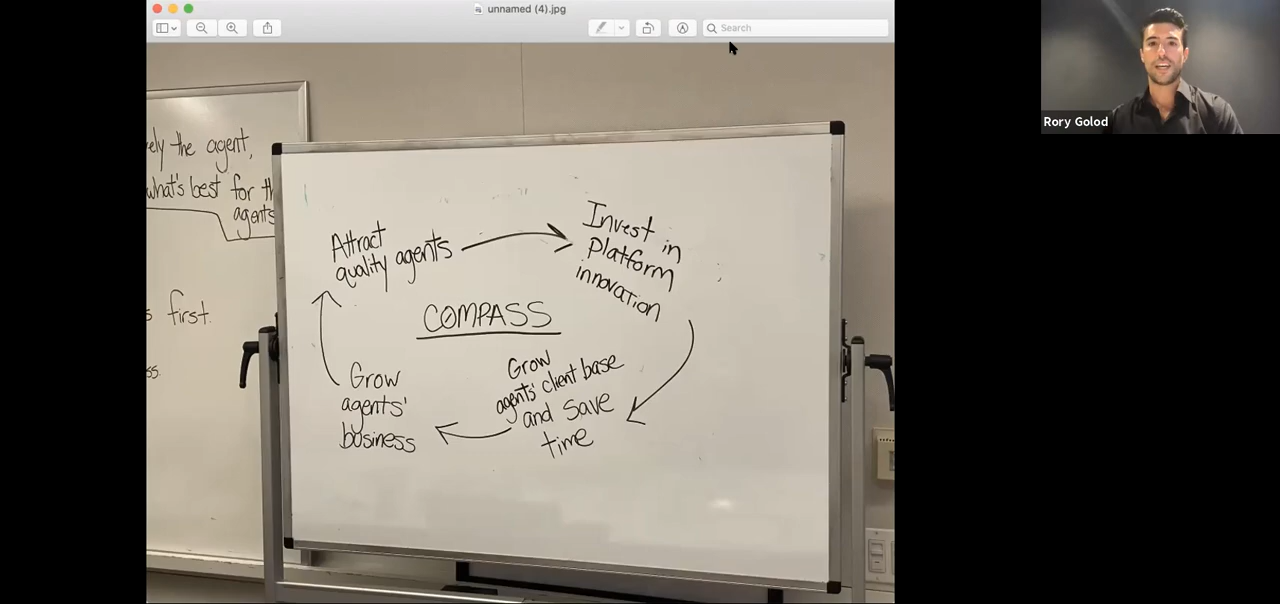 unnamed (4).jpg
Search
Rory Golod
ely the agent,
what's best for th
agents
s first.
ss.
Attract
quality agents
Invest in
Platform
innovation
COMPASS
Grow
agents' client base
and save
time
Grow
agents'
business